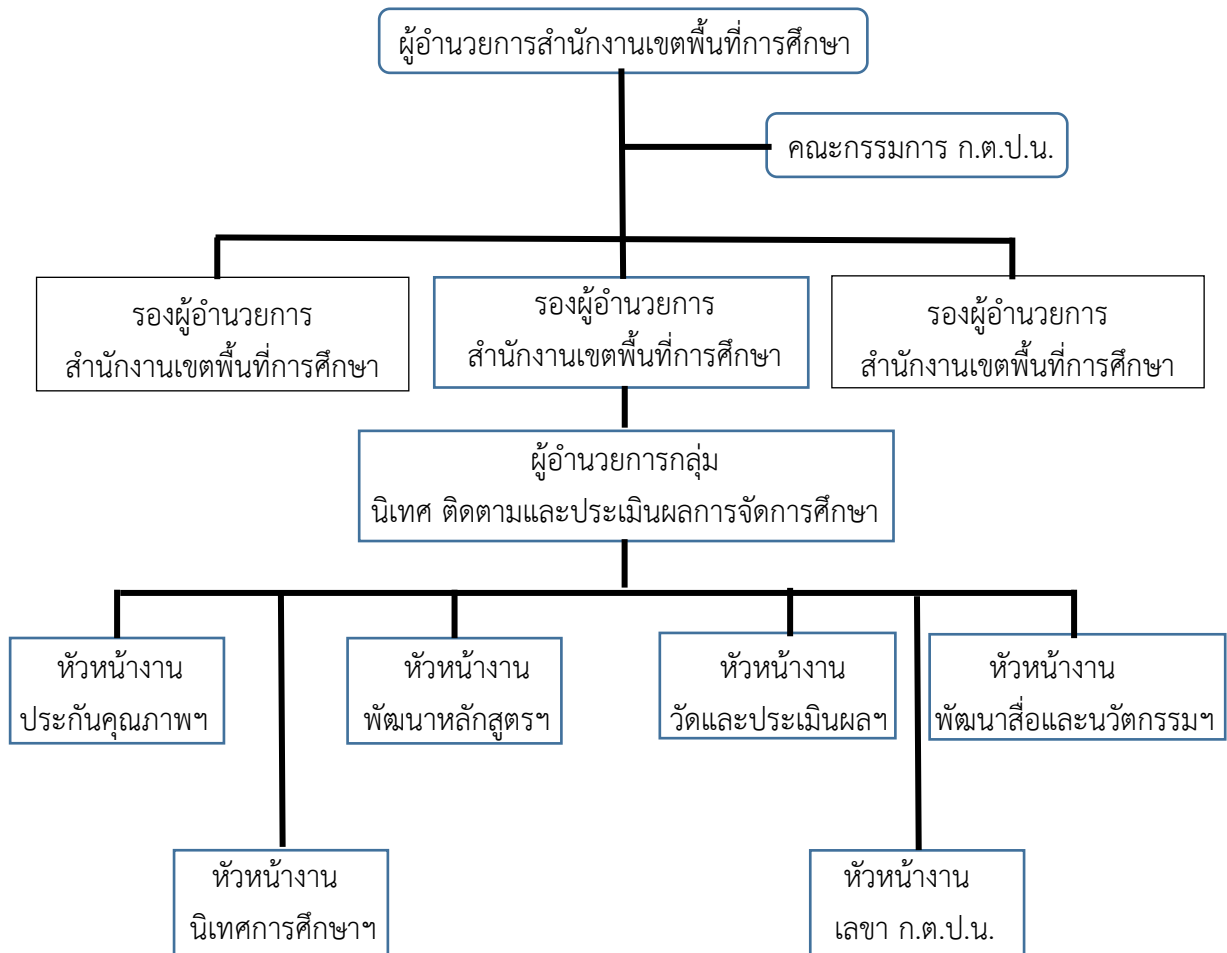 ผู้อำนวยการสำนักงานเขตพื้นที่การศึกษา
คณะกรรมการ ก.ต.ป.น.
รองผู้อำนวยการ
สำนักงานเขตพื้นที่การศึกษา
รองผู้อำนวยการ
สำนักงานเขตพื้นที่การศึกษา
รองผู้อำนวยการ
สำนักงานเขตพื้นที่การศึกษา
ผู้อำนวยการกลุ่ม
นิเทศ ติดตามและประเมินผลการจัดการศึกษา
หัวหน้างาน
ประกันคุณภาพฯ
หัวหน้างาน
พัฒนาหลักสูตรฯ
หัวหน้างาน
วัดและประเมินผลฯ
หัวหน้างาน
พัฒนาสื่อและนวัตกรรมฯ
หัวหน้างาน
นิเทศการศึกษาฯ
หัวหน้างาน
เลขา ก.ต.ป.น.